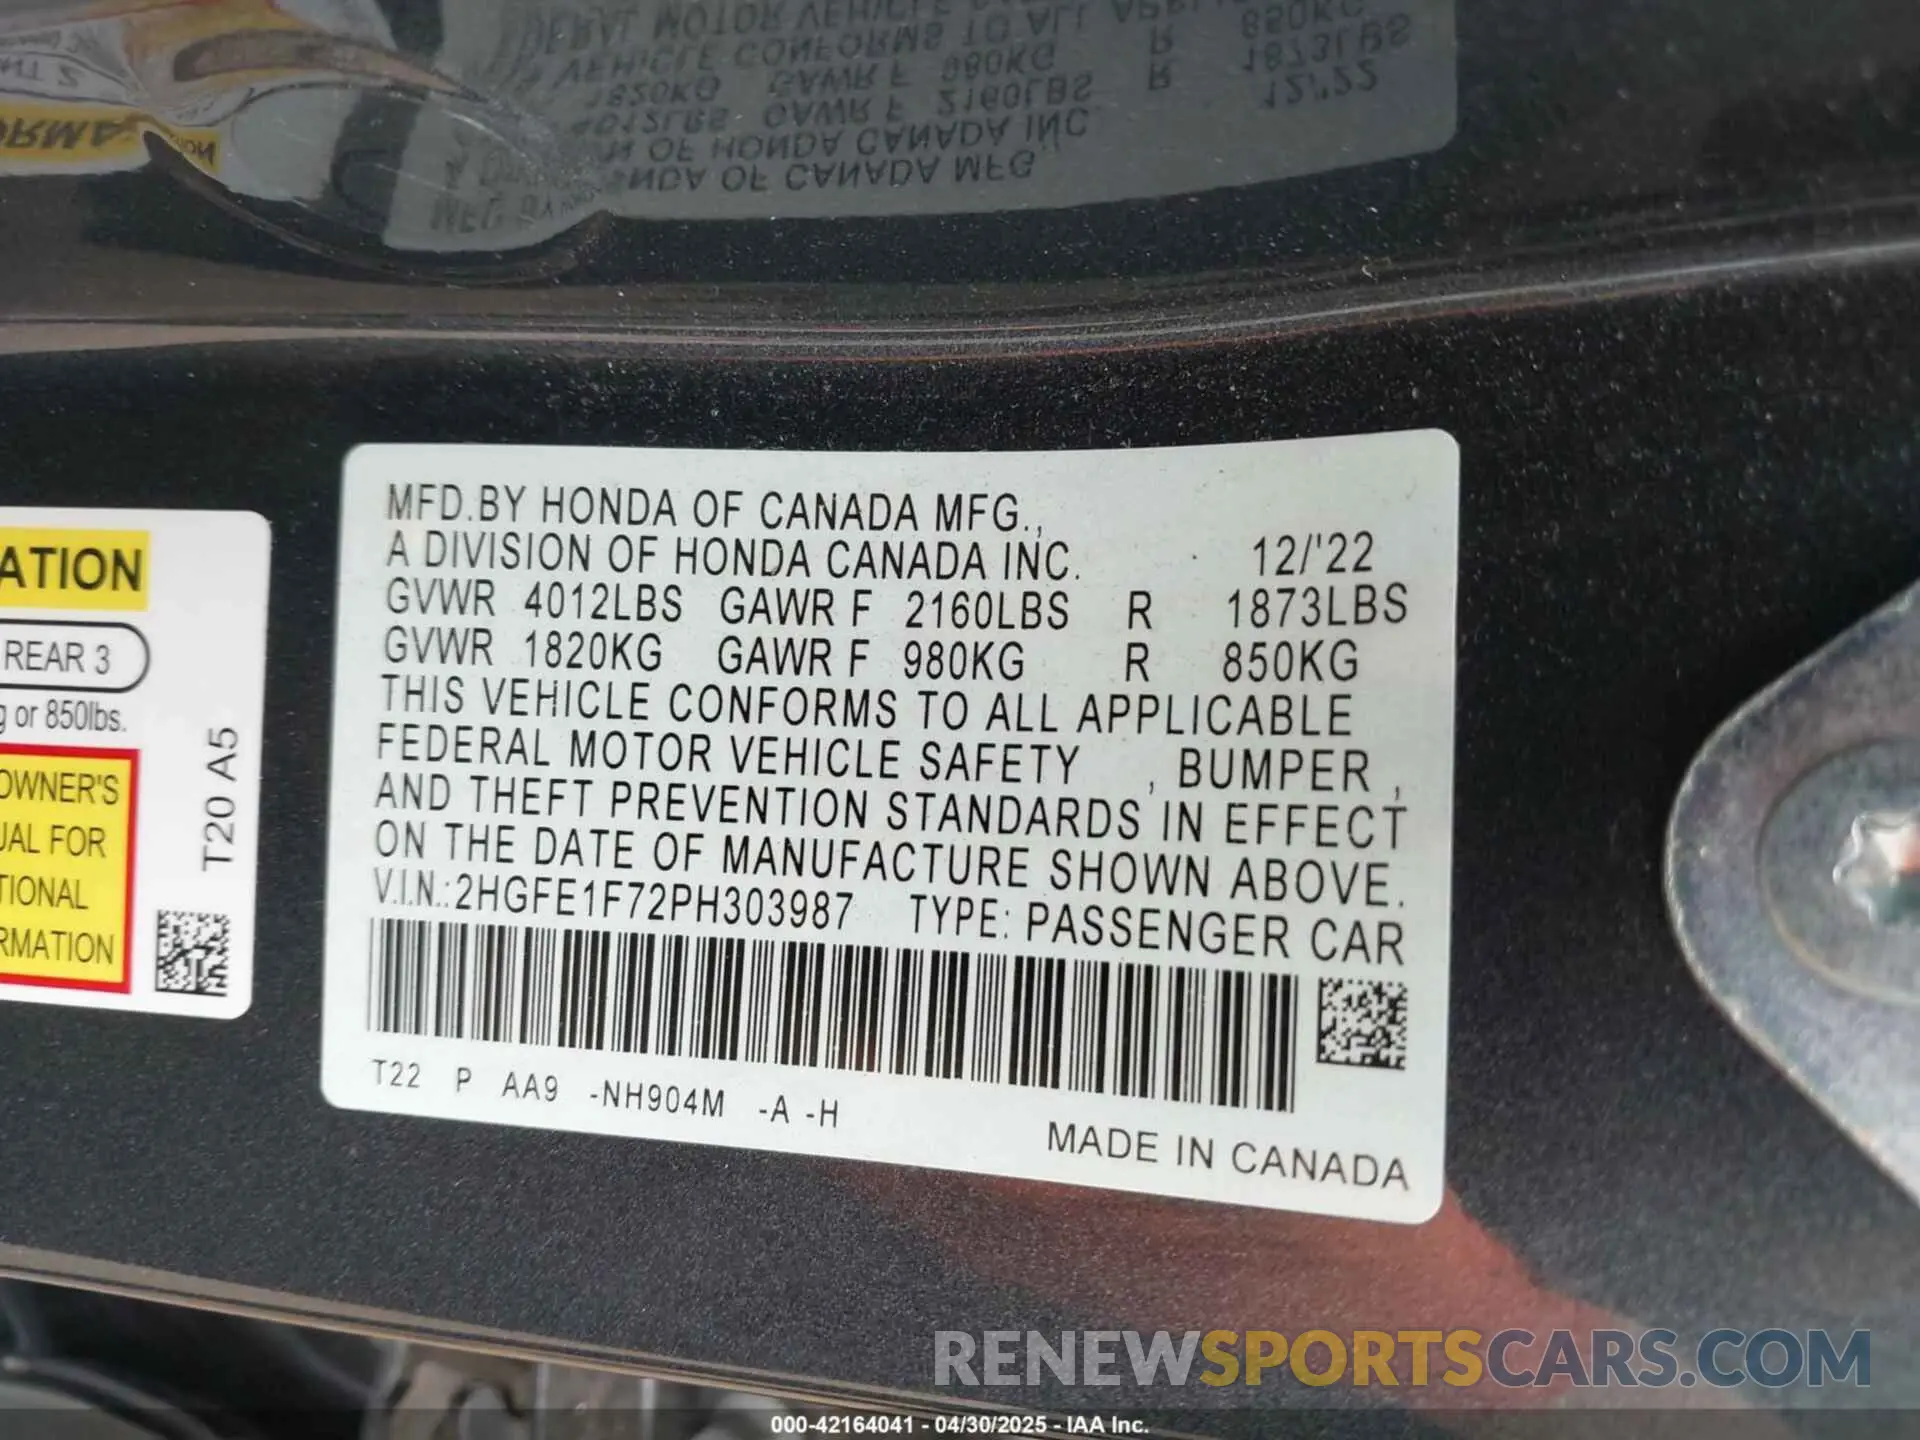 MFD.BY HONDA OF CANADA MFG.,
A DIVISION OF HONDA CANADA INC. 12/'22
GVWR 4012LBS GAWR F 2160LBS R 1873LBS
GVWR 1820KG GAWR F 980KG R 850KG
THIS VEHICLE CONFORMS TO ALL APPLICABLE
FEDERAL MOTOR VEHICLE SAFETY , BUMPER ,
AND THEFT PREVENTION STANDARDS IN EFFECT
ON THE DATE OF MANUFACTURE SHOWN ABOVE.
V.I.N.: 2HGFE1F72PH303987 TYPE: PASSENGER CAR
T22 P AA9 -NH904M -A -H
MADE IN CANADA
ATION
REAR 3
g or 850lbs.
OWNER'S
UAL FOR
TIONAL
RMATION
T20 A5
RENEWSPORTSCARS.COM
000-42164041 - 04/30/2025 - IAA Inc.